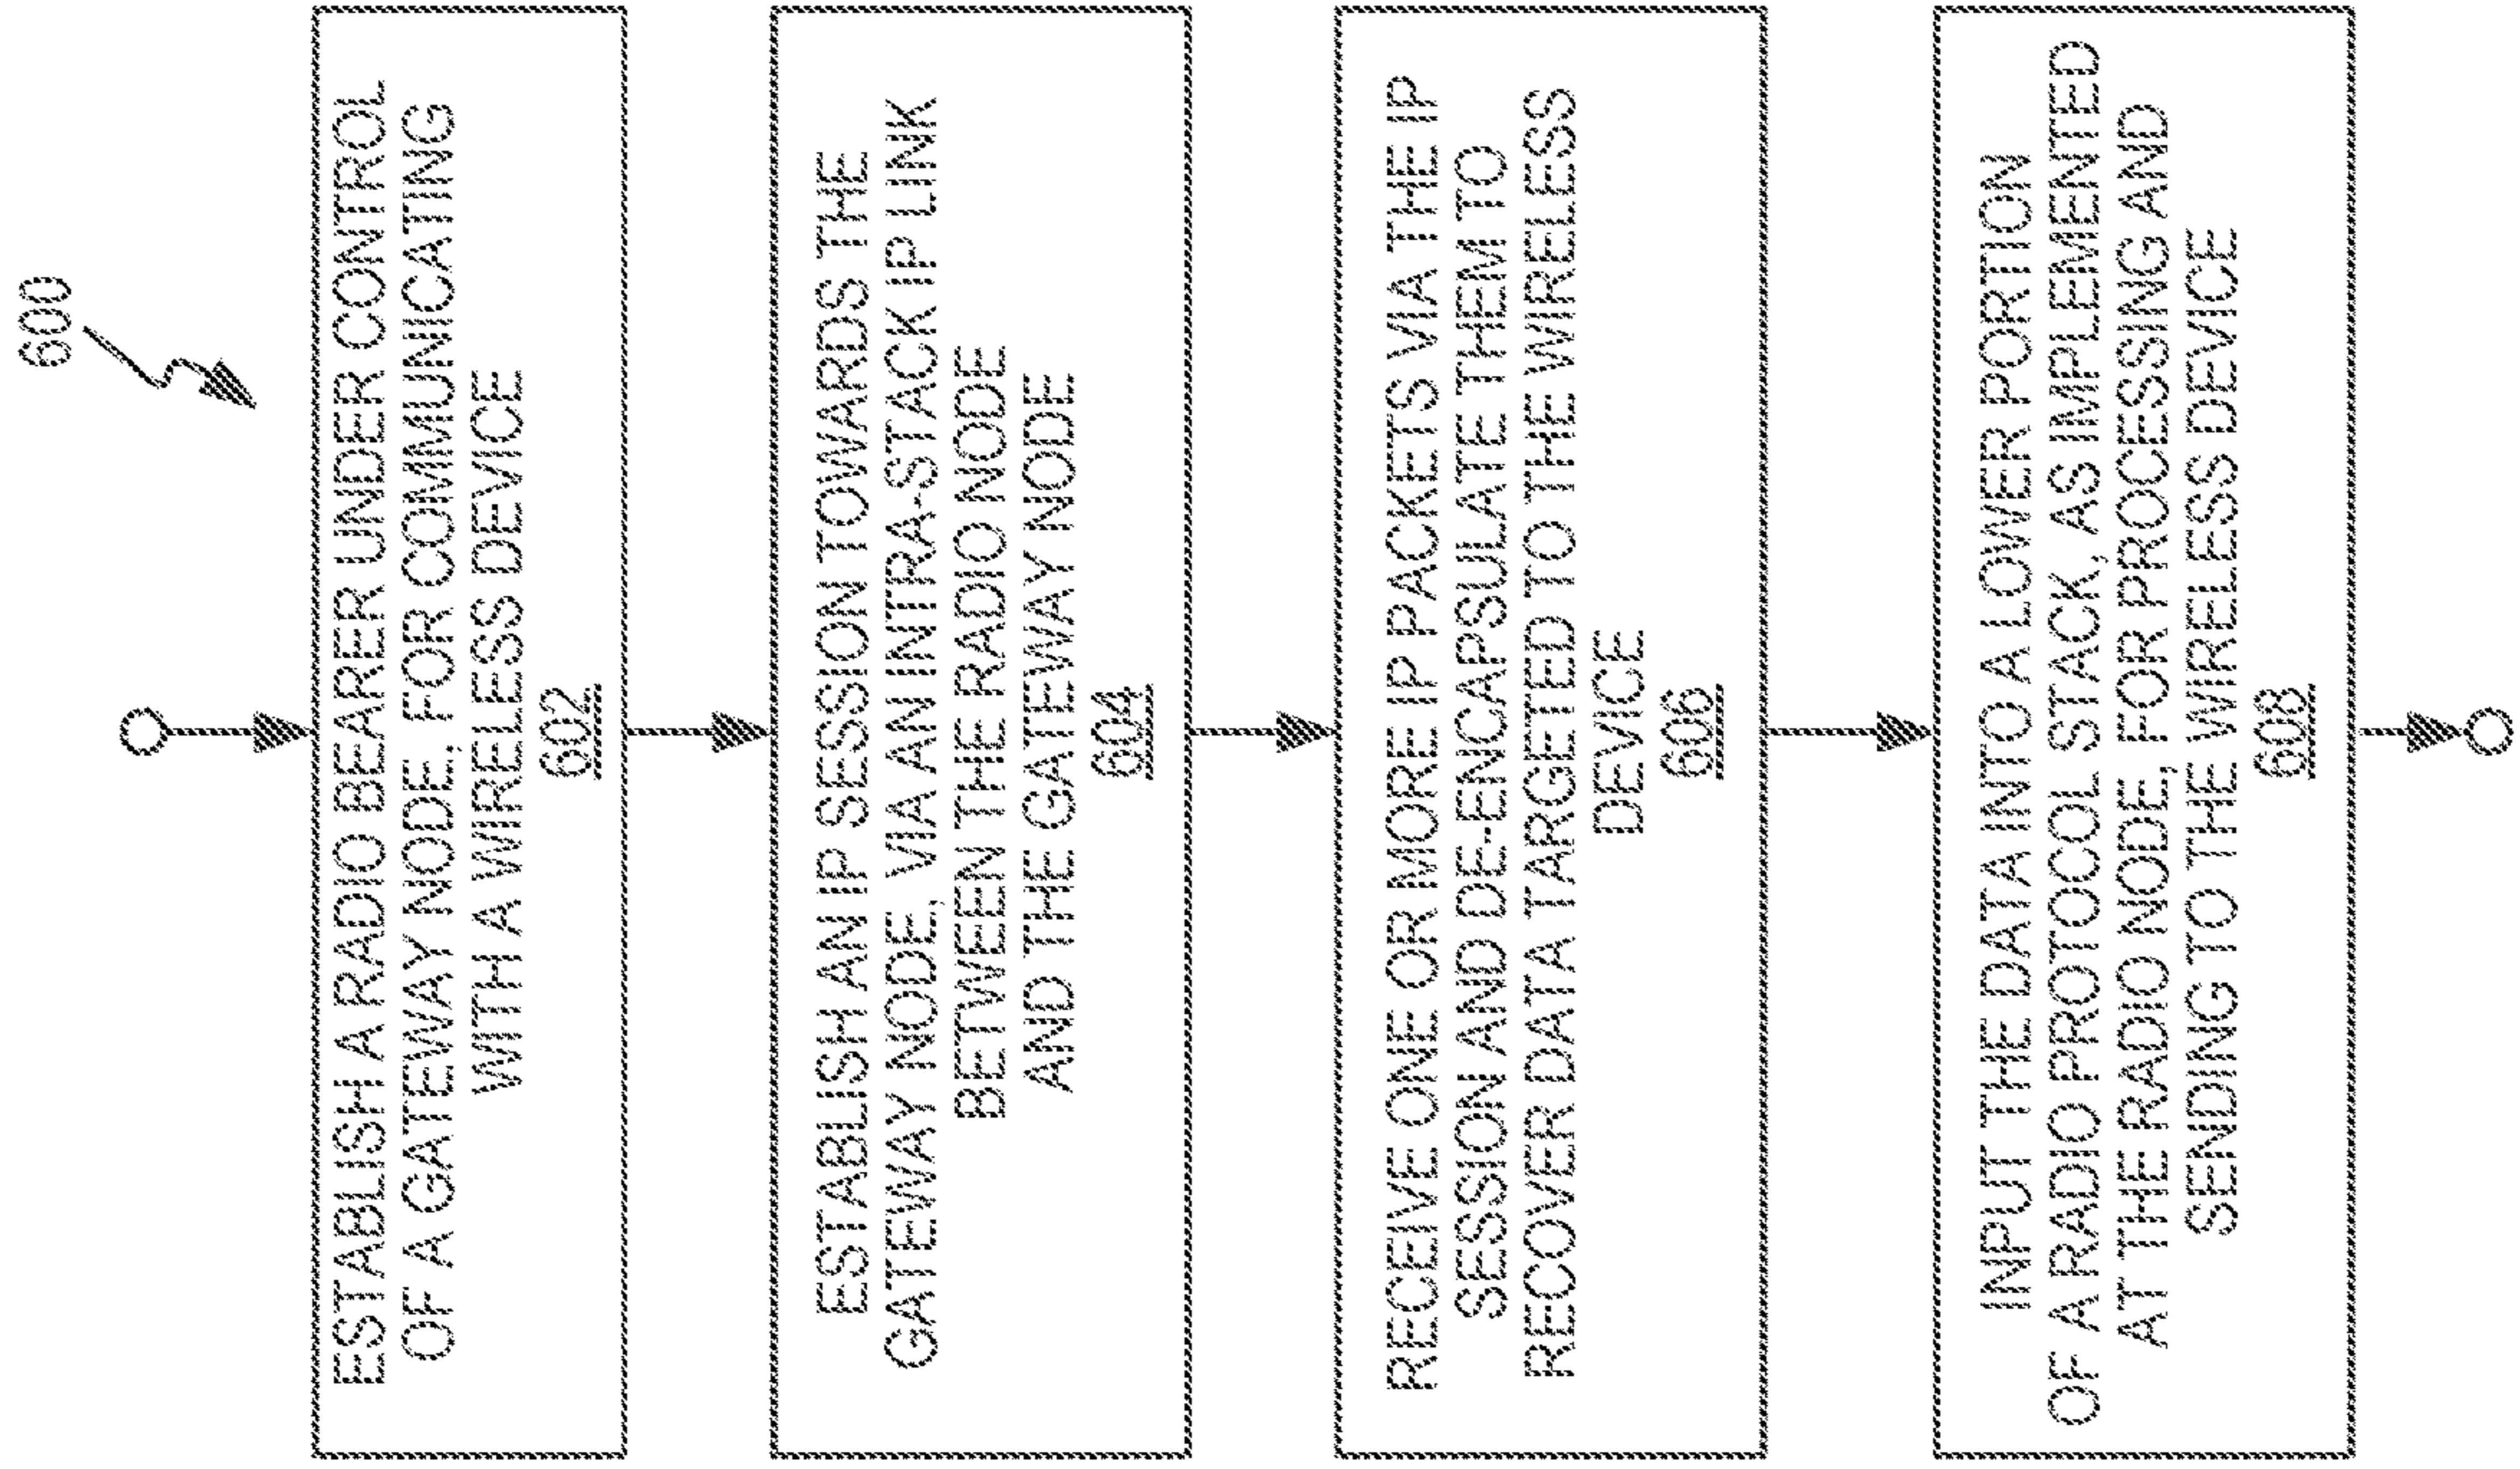 600
ESTABLISH A RADIO BEARER UNDER CONTROL
OF A GATEWAY NODE, FOR COMMUNICATING
WITH A WIRELESS DEVICE
602
ESTABLISH AN IP SESSION TOWARDS THE
GATEWAY NODE, VIA AN INTRA-STACK IP LINK
BETWEEN THE RADIO NODE
AND THE GATEWAY NODE
604
RECEIVE ONE OR MORE IP PACKETS VIA THE IP
SESSION AND DE-ENCAPSULATE THEM TO
RECOVER DATA TARGETED TO THE WIRELESS
DEVICE
606
INPUT THE DATA INTO A LOWER PORTION
OF A RADIO PROTOCOL STACK, AS IMPLEMENTED
AT THE RADIO NODE, FOR PROCESSING AND
SENDING TO THE WIRELESS DEVICE
608